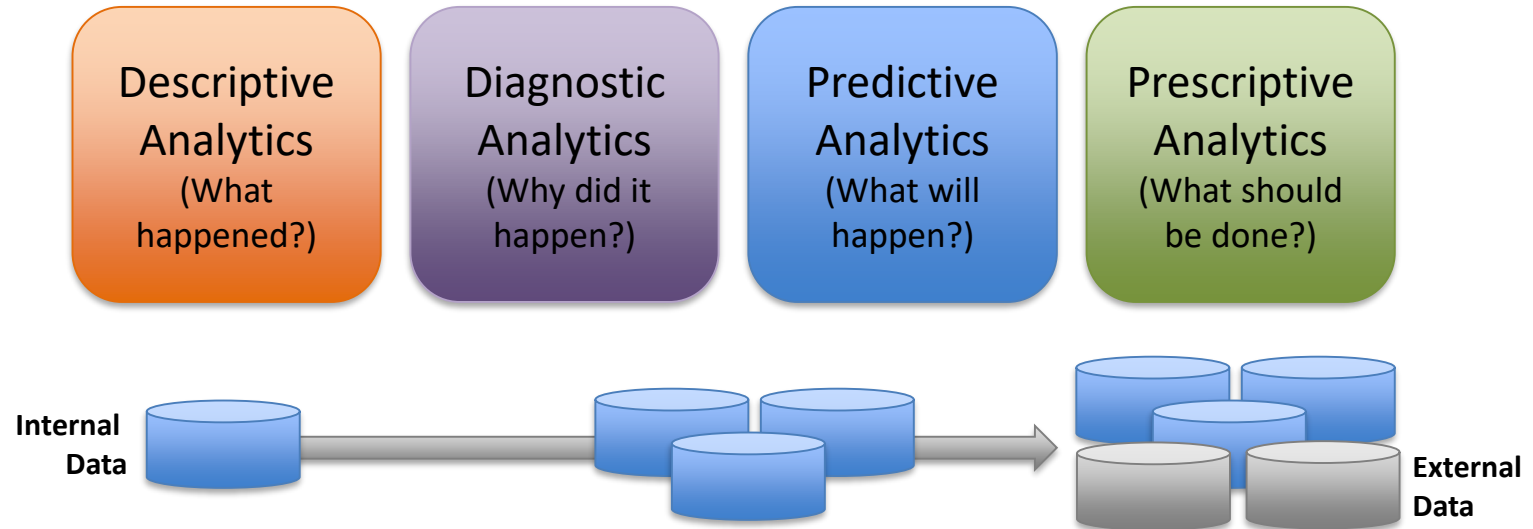 Descriptive
Analytics
(What
happened?)
Diagnostic
Analytics
(Why did it
happen?)
Predictive
Analytics
(What will
happen?)
Prescriptive
Analytics
(What should
be done?)
Internal
Data
External
Data